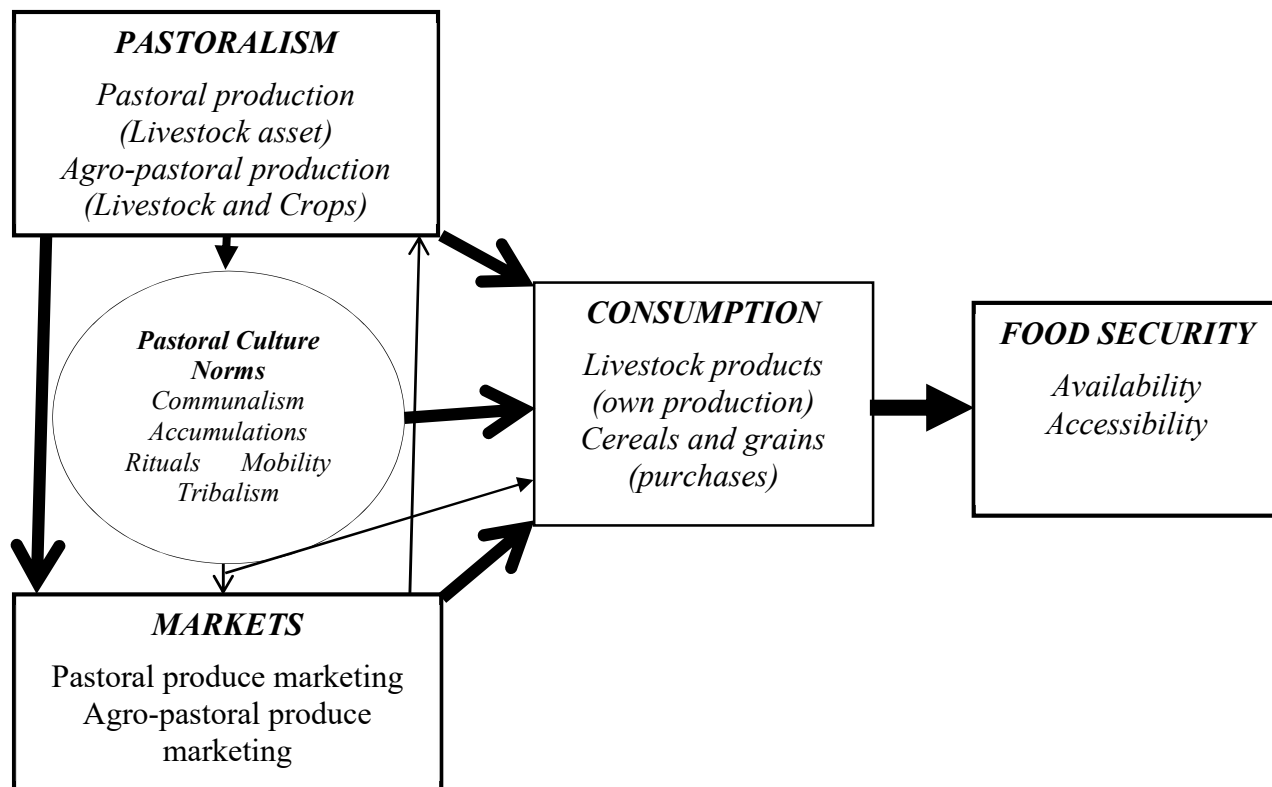 PASTORALISM
Pastoral production
(Livestock asset)
Agro-pastoral production
(Livestock and Crops)
Pastoral Culture
Norms
Communalism
Accumulations
Rituals Mobility
Tribalism
MARKETS
Pastoral produce marketing
Agro-pastoral produce
marketing
CONSUMPTION
Livestock products
(own production)
Cereals and grains
(purchases)
FOOD SECURITY
Availability
Accessibility